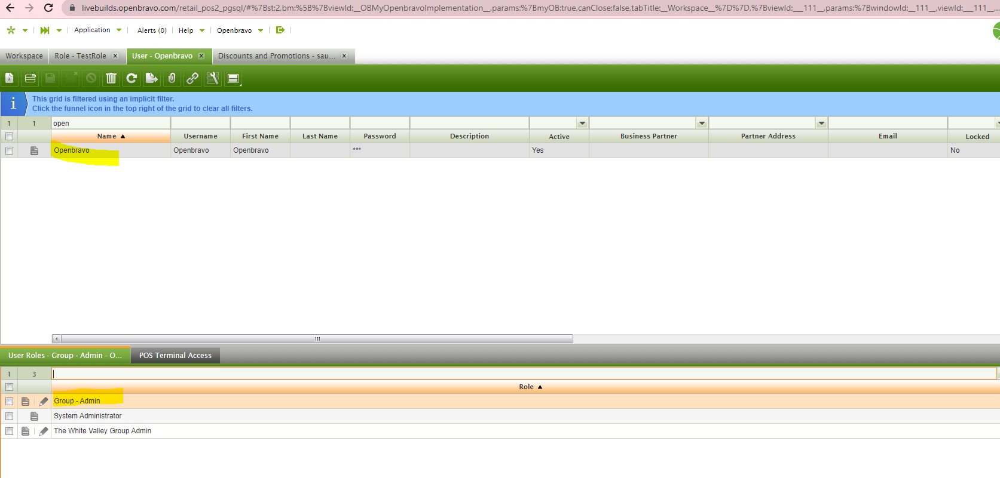 livebuilds.openbravo.com/retail_pos2_pgsql/#%7Bst:2,bm:%5B%7BviewId:__OBMyOpenbravoImplementation__,params:%7BmyOB:true,canClose:false,tabTitle:__Workspace__%7D%7D,%7BviewId:___111__,params:%7BwindowId:__111__,viewId:___111__...
Application Alerts (0) Help Openbravo
Workspace Role - TestRole User - Openbravo Discounts and Promotions - sau...
This grid is filtered using an implicit filter.
Click the funnel icon in the top right of the grid to clear all filters.
1 1 open
Name Username First Name Last Name Password Description Active Business Partner Partner Address Email Locked
Openbravo Openbravo Openbravo *** Yes No
User Roles - Group - Admin - O... POS Terminal Access
1 3
Role
Group - Admin
System Administrator
The White Valley Group Admin